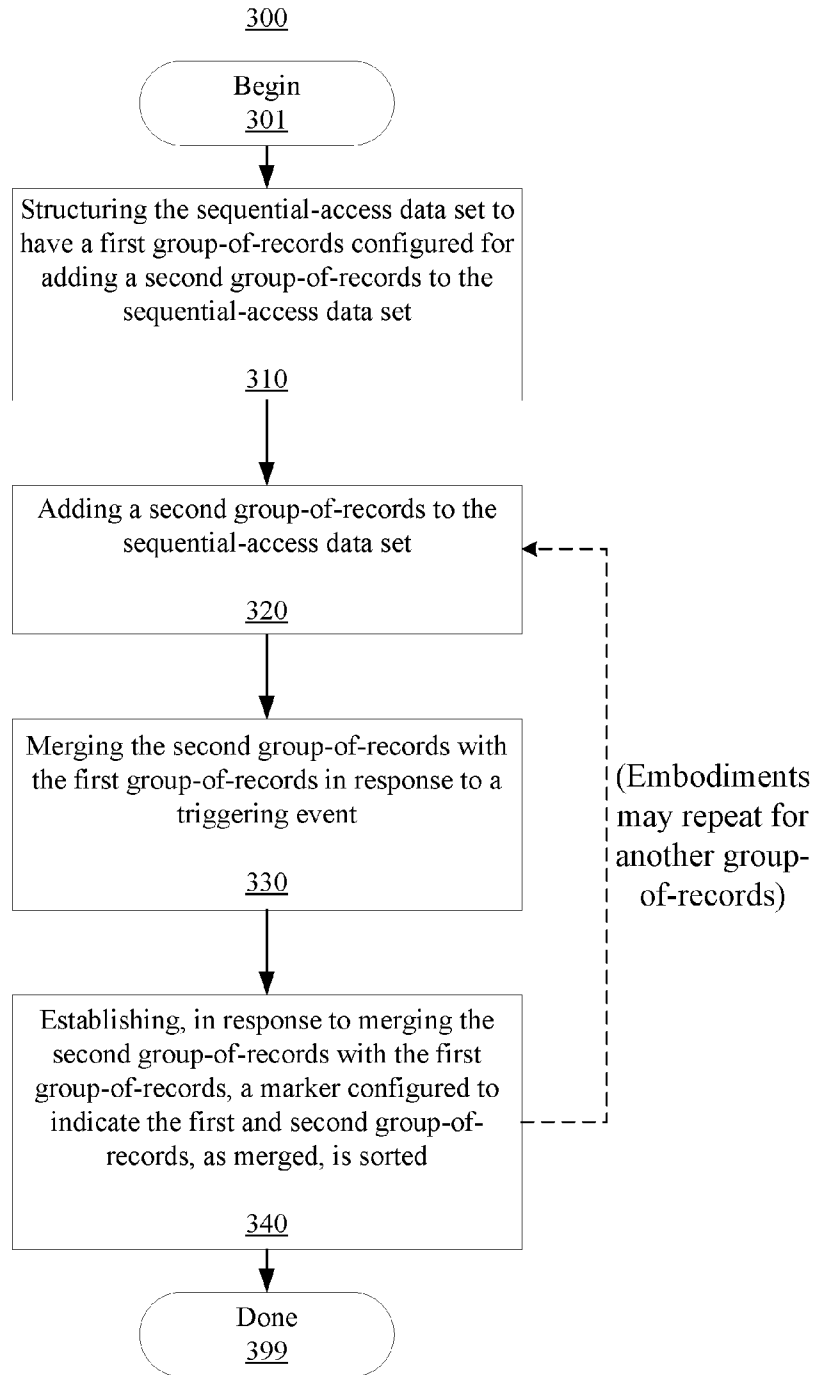 300
Begin
301
Structuring the sequential-access data set to
have a first group-of-records configured for
adding a second group-of-records to the
sequential-access data set
310
Adding a second group-of-records to the
sequential-access data set
320
Merging the second group-of-records with
the first group-of-records in response to a
triggering event
330
(Embodiments
may repeat for
another group-
of-records)
Establishing, in response to merging the
second group-of-records with the first
group-of-records, a marker configured to
indicate the first and second group-of-
records, as merged, is sorted
340
Done
399